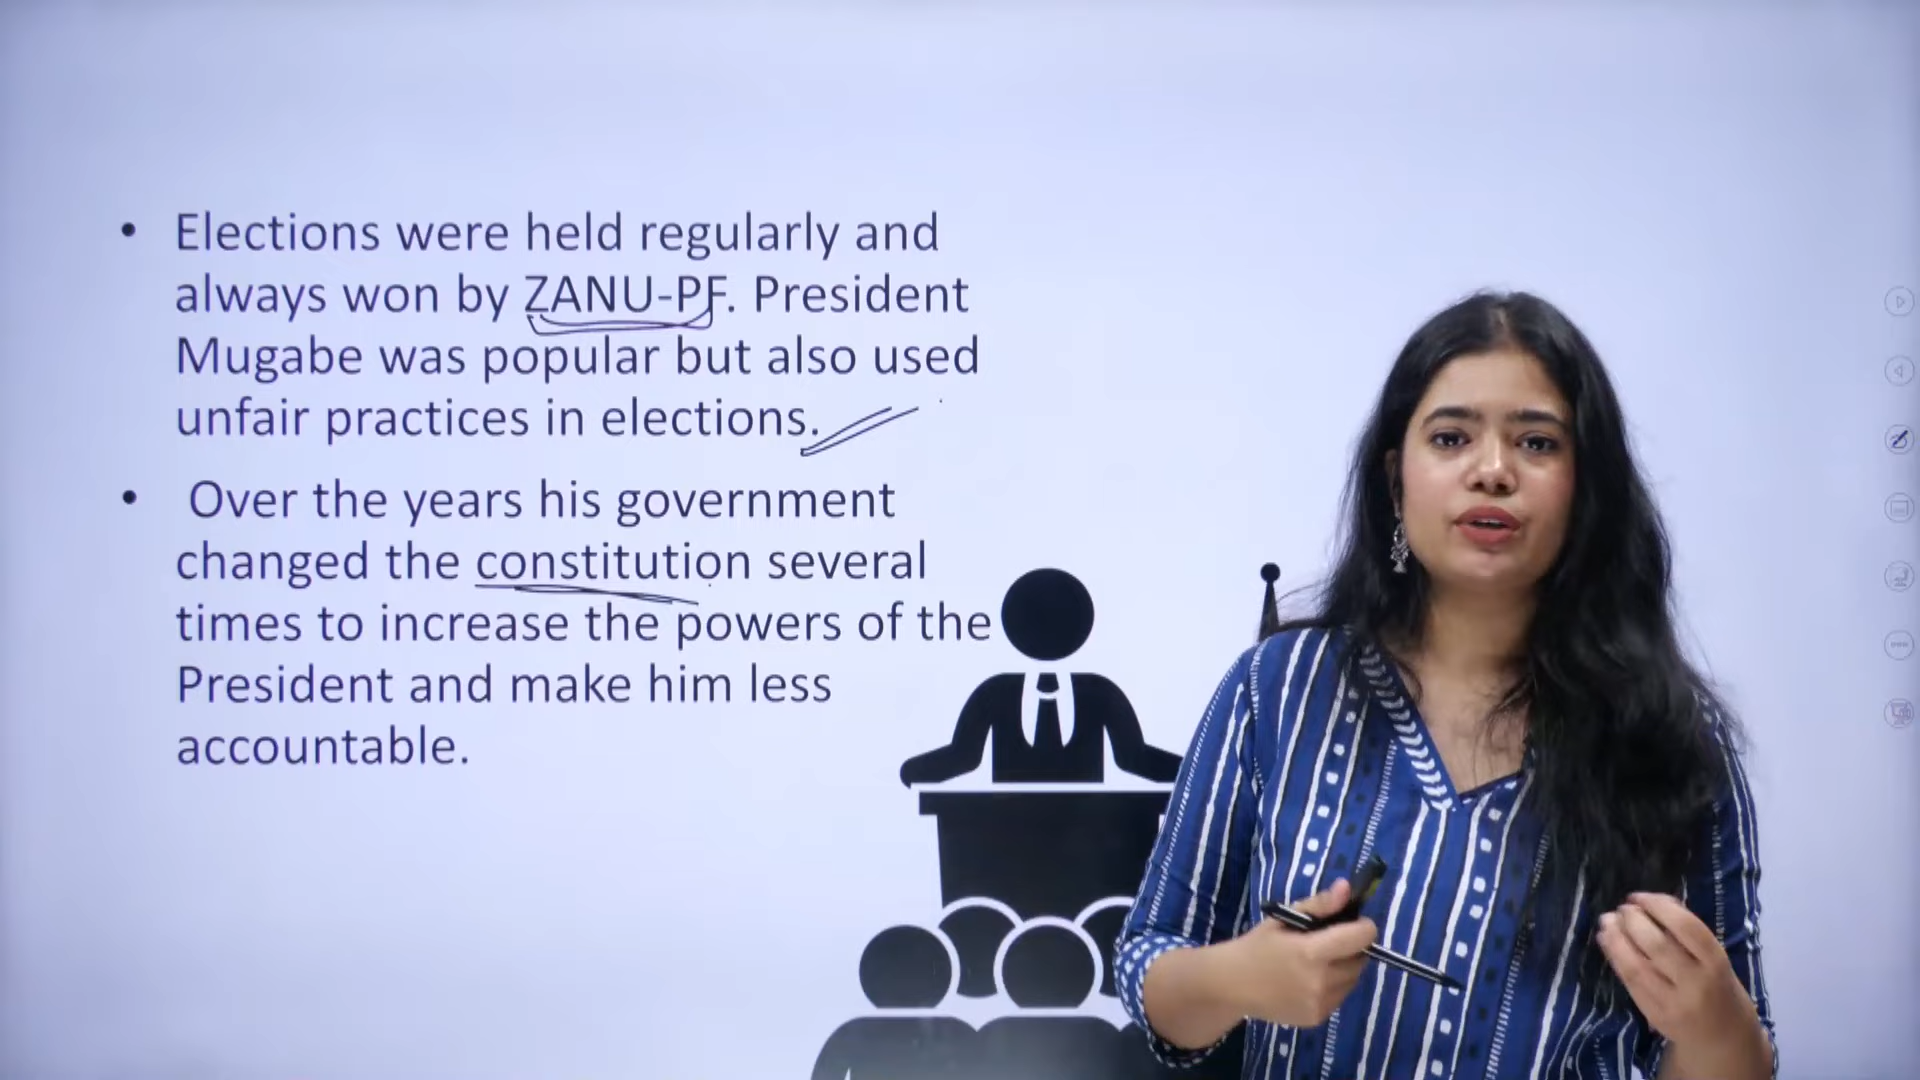 • Elections were held regularly and
always won by ZANU-PF. President
Mugabe was popular but also used
unfair practices in elections.
• Over the years his government
changed the constitution several
times to increase the powers of the
President and make him less
accountable.